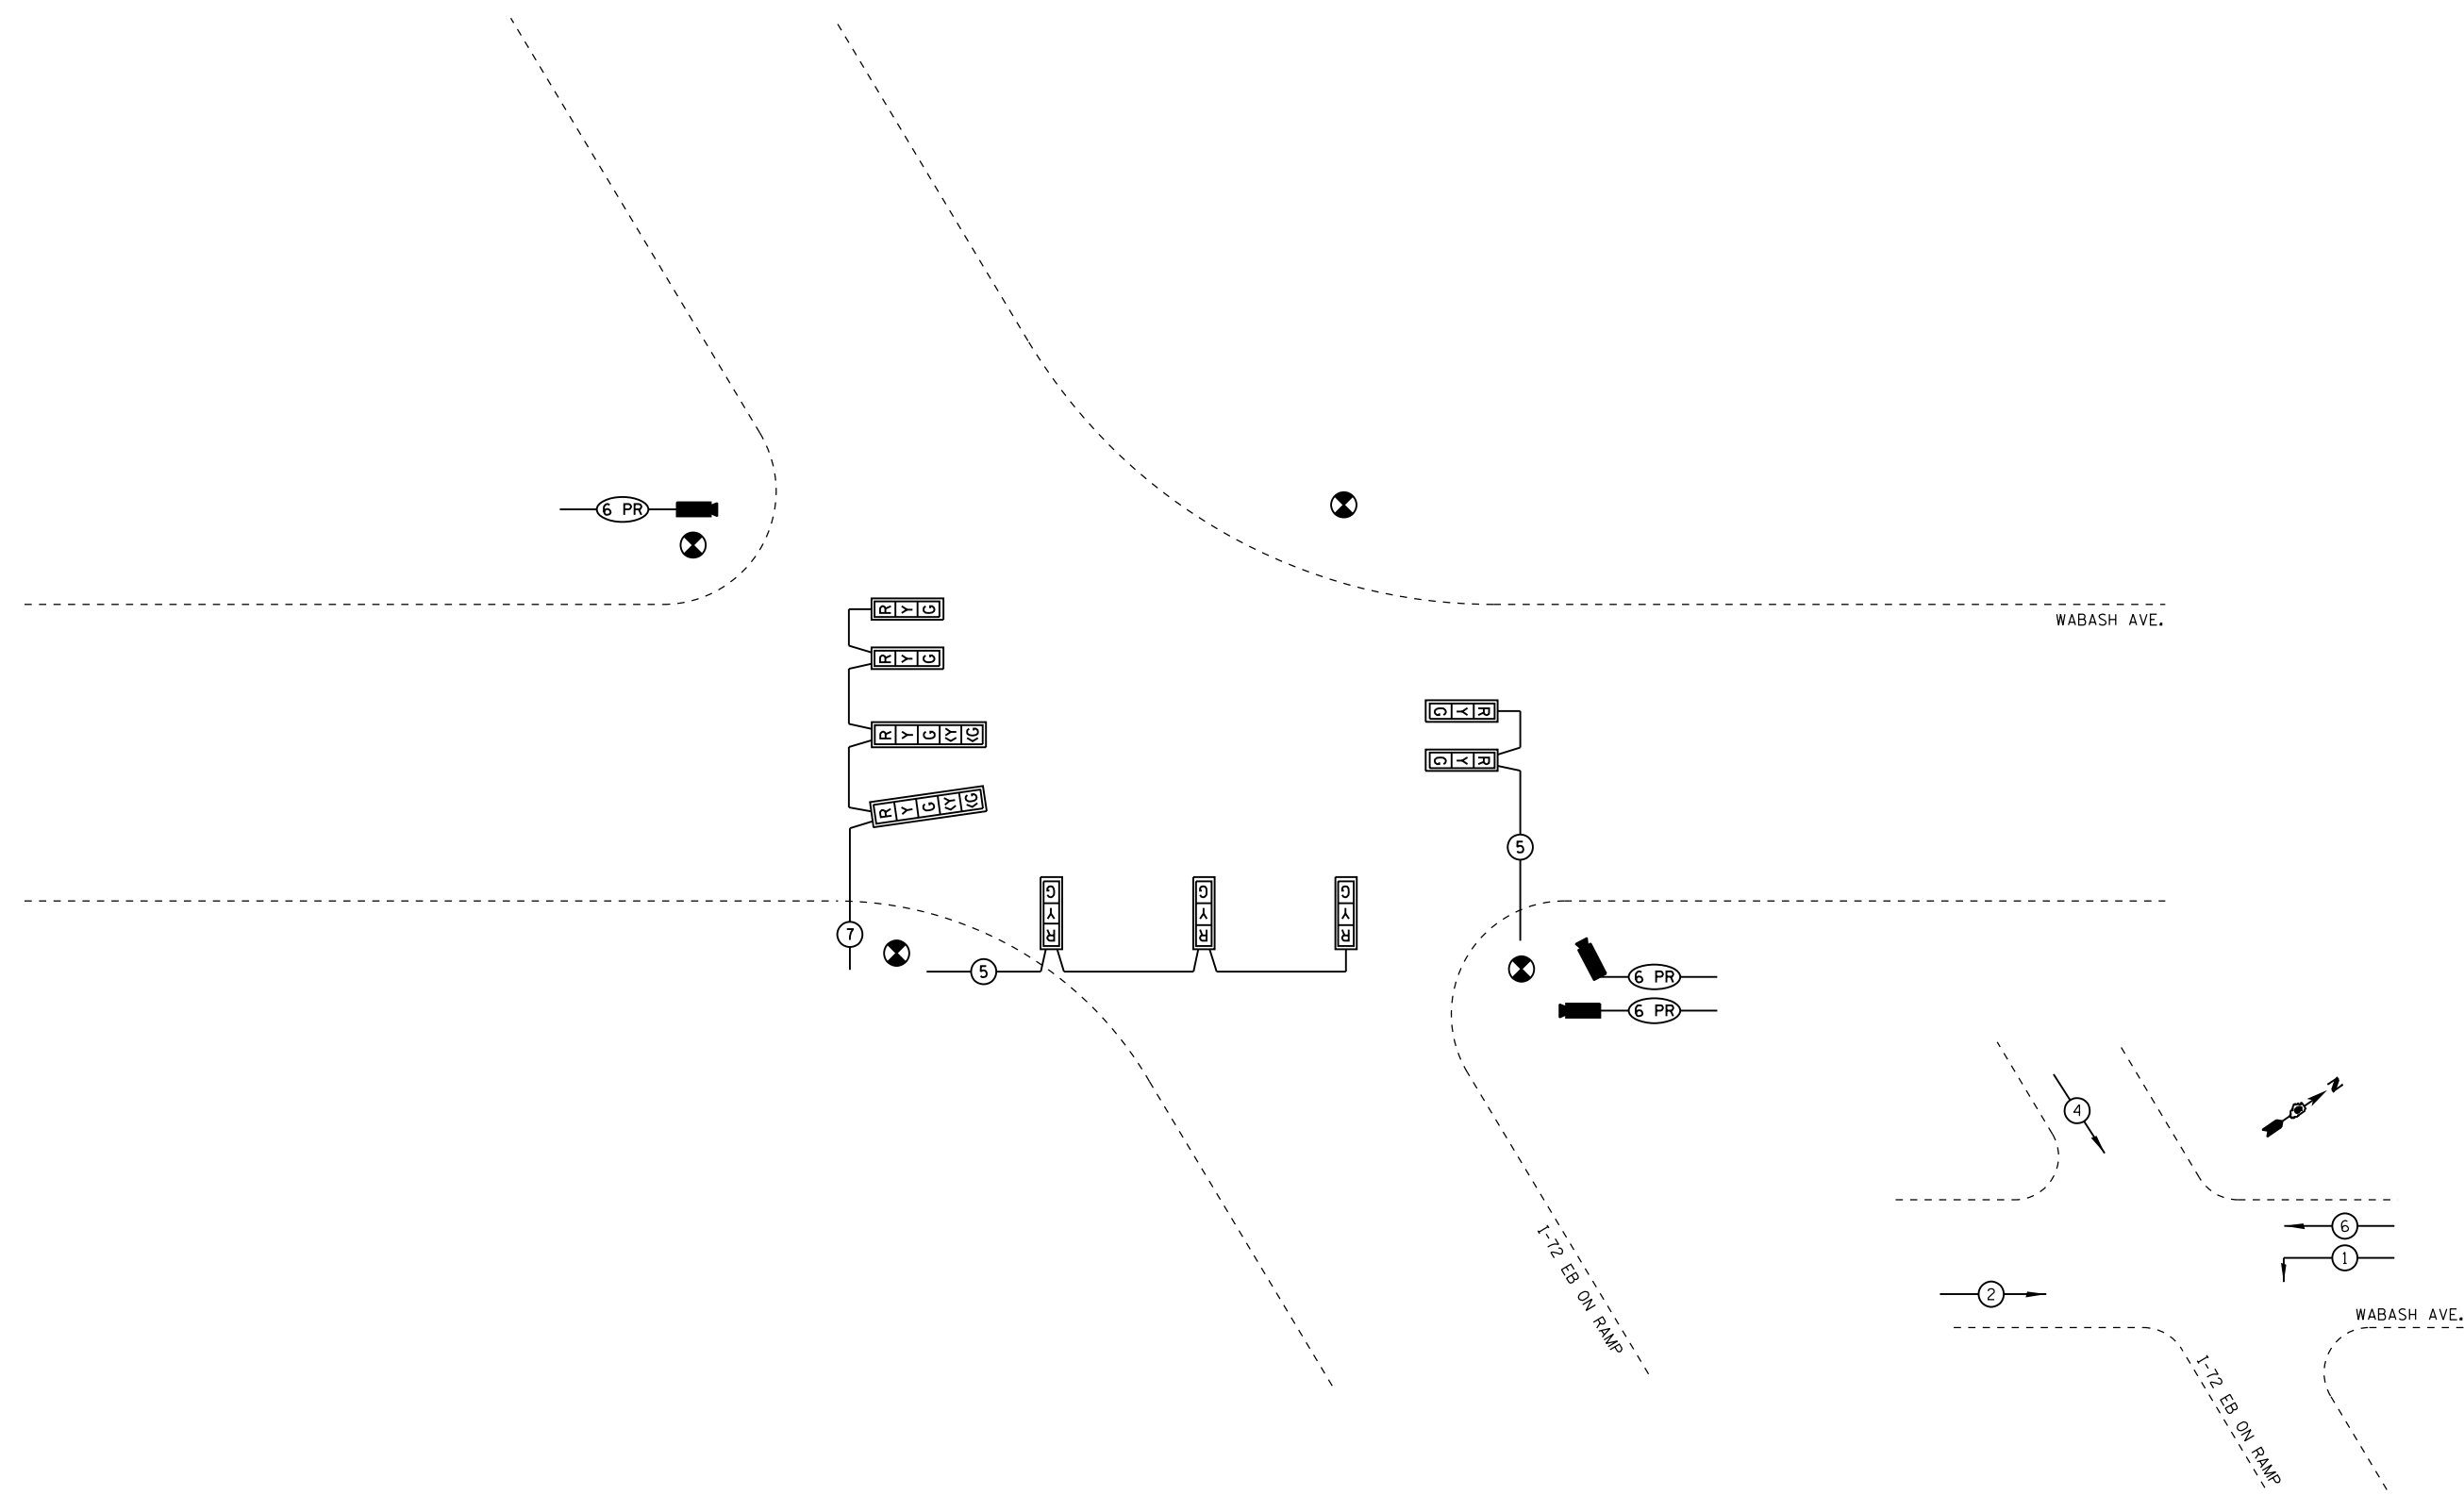 6 PR
R Y G
WABASH AVE.
R Y G
G Y R
R Y G <Y <G
G Y R
R Y G <Y <G
5
G Y R
G Y R
G Y R
7
5
6 PR
6 PR
I-72 EB ON RAMP
N
4
6
1
2
WABASH AVE.
I-72 EB ON RAMP